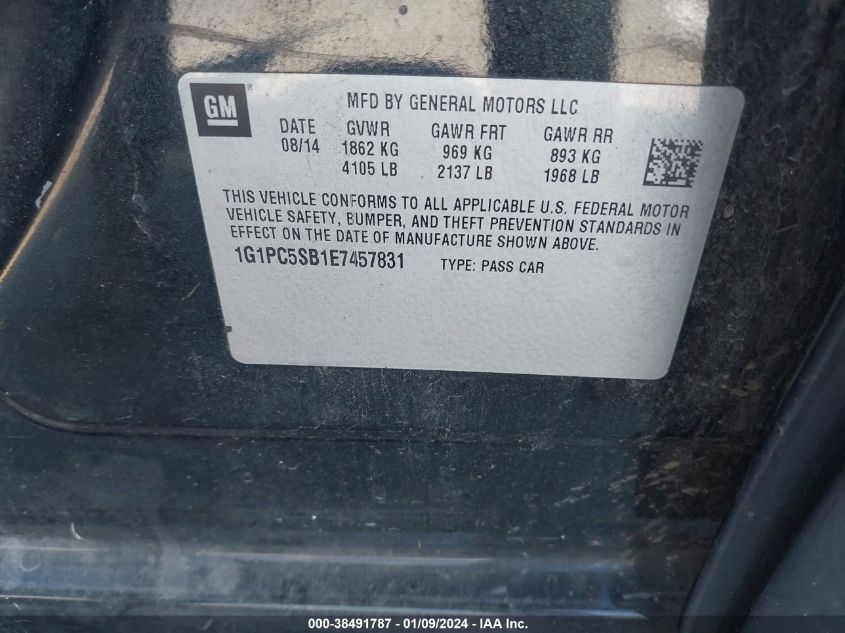 GM ®
MFD BY GENERAL MOTORS LLC
DATE GVWR GAWR FRT GAWR RR
08/14 1862 KG 969 KG 893 KG
4105 LB 2137 LB 1968 LB
THIS VEHICLE CONFORMS TO ALL APPLICABLE U.S. FEDERAL MOTOR
VEHICLE SAFETY, BUMPER, AND THEFT PREVENTION STANDARDS IN
EFFECT ON THE DATE OF MANUFACTURE SHOWN ABOVE.
1G1PC5SB1E7457831 TYPE: PASS CAR
000-38491787 - 01/09/2024 - © IAA Holdings, LLC